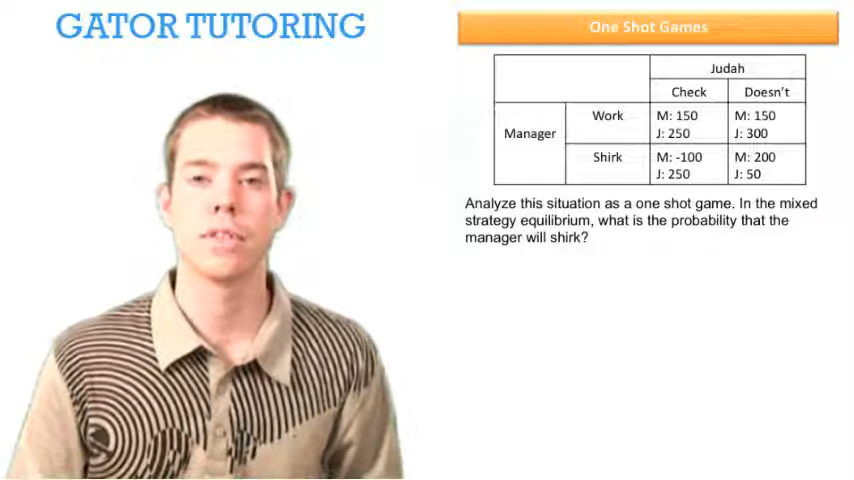 GATOR TUTORING
One Shot Games
Judah
Check Doesn't
Manager Work M: 150 J: 250 M: 150 J: 300
Shirk M: -100 J: 250 M: 200 J: 50
Analyze this situation as a one shot game. In the mixed
strategy equilibrium, what is the probability that the
manager will shirk?